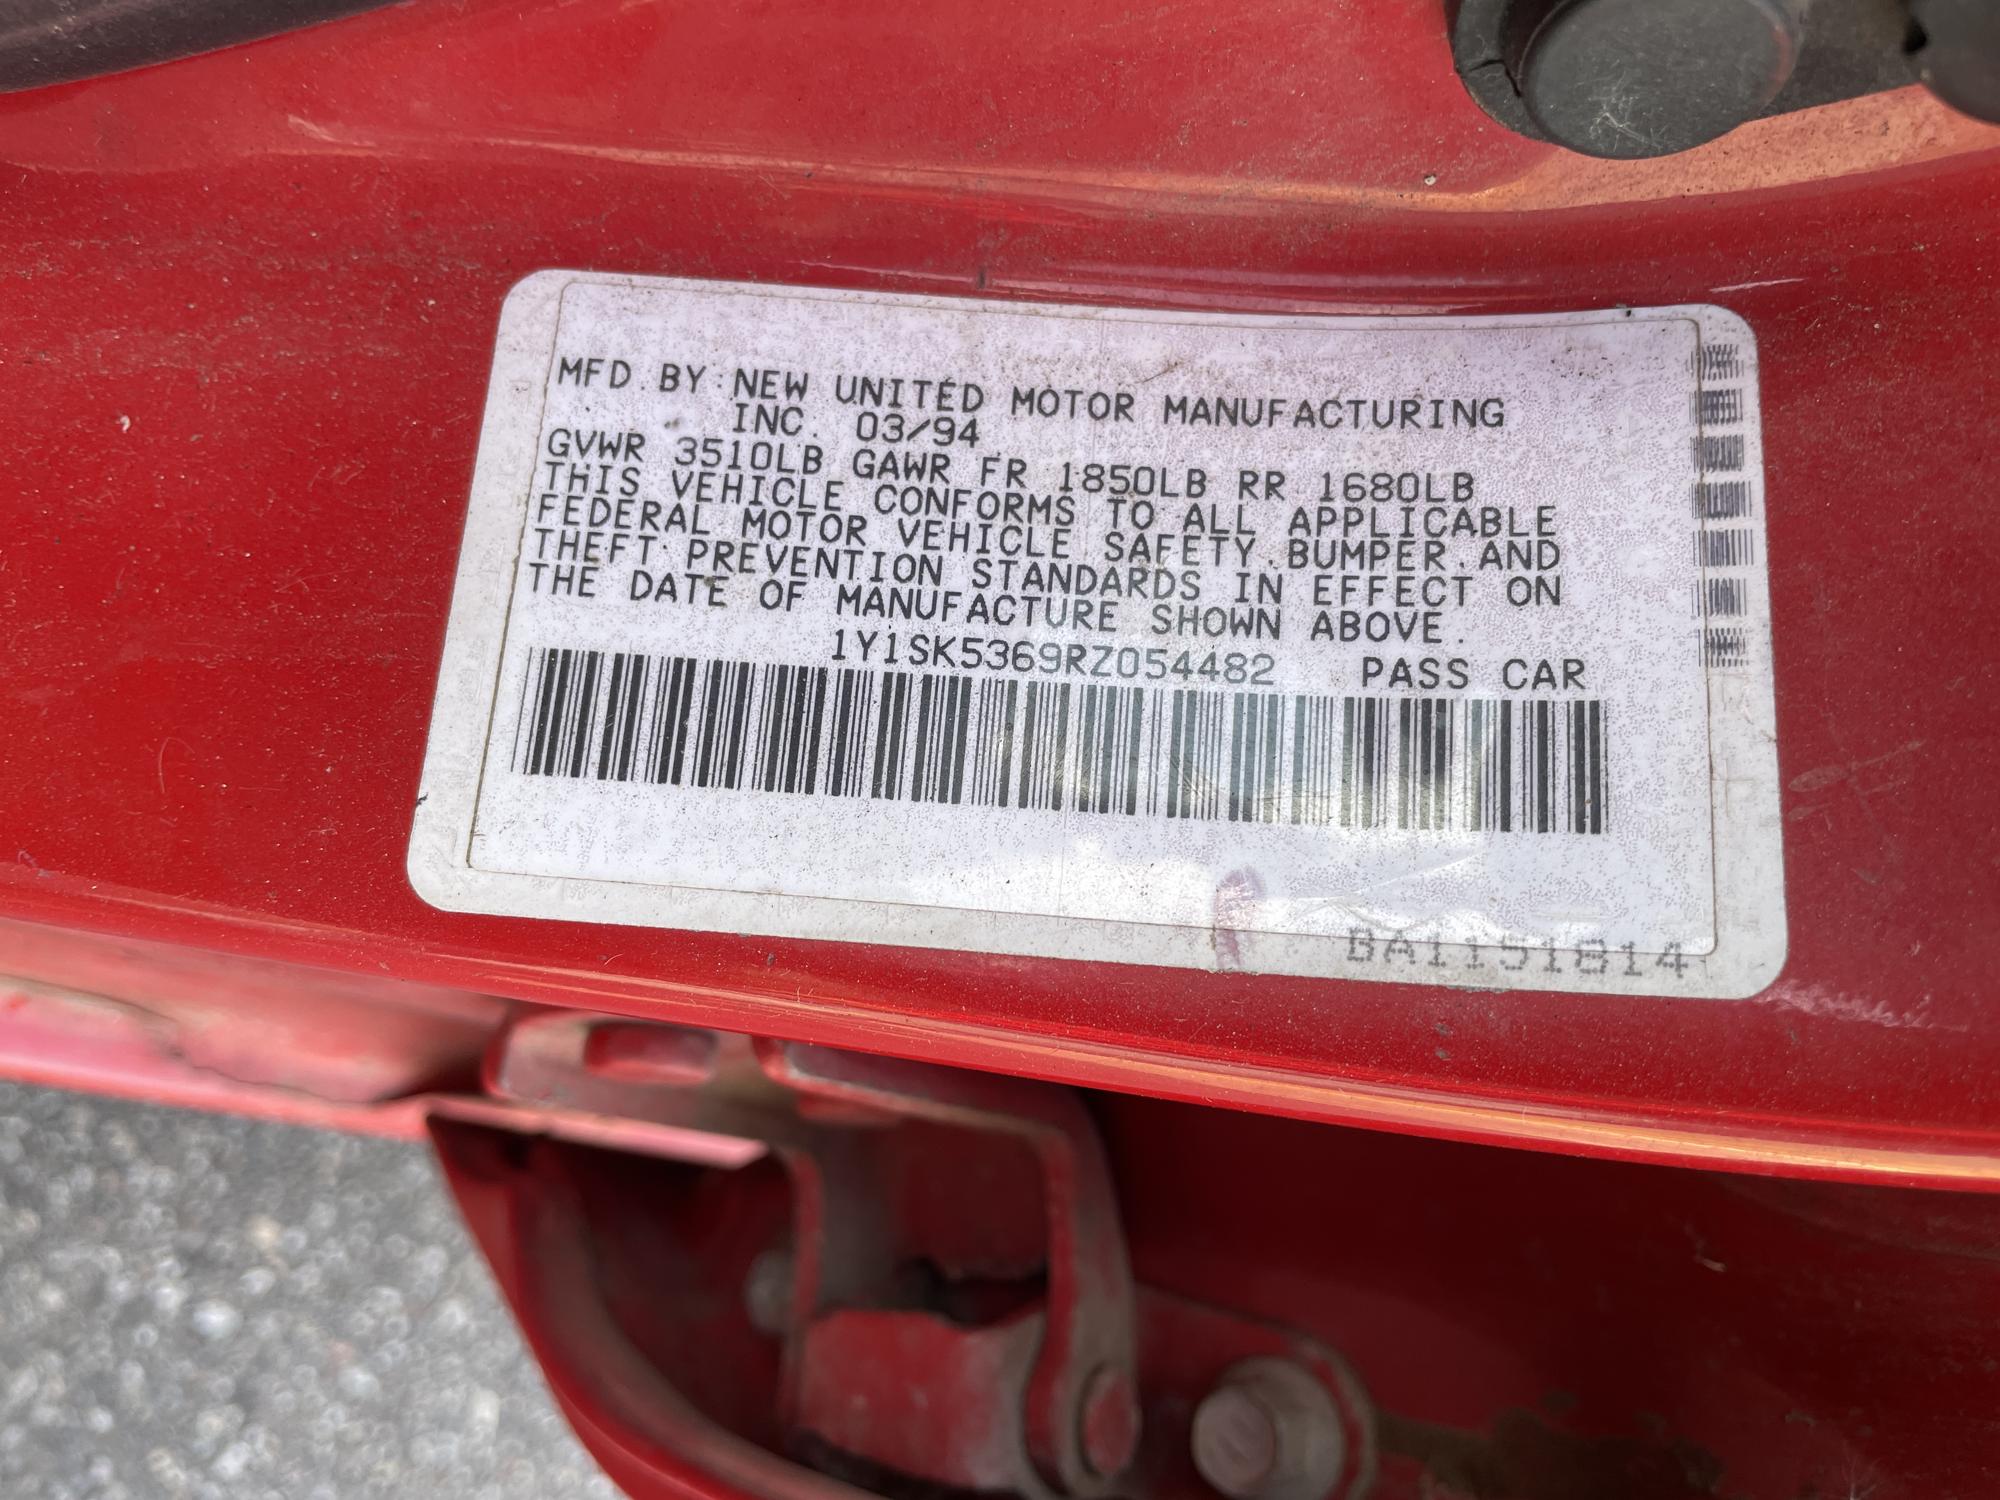 MFD. BY: NEW UNITED MOTOR MANUFACTURING
INC. 03/94
GVWR 3510LB GAWR FR 1850LB RR 1680LB
THIS VEHICLE CONFORMS TO ALL APPLICABLE
FEDERAL MOTOR VEHICLE SAFETY.BUMPER.AND
THEFT PREVENTION STANDARDS IN EFFECT ON
THE DATE OF MANUFACTURE SHOWN ABOVE.
1Y1SK5369RZ054482 PASS CAR
BA1151814